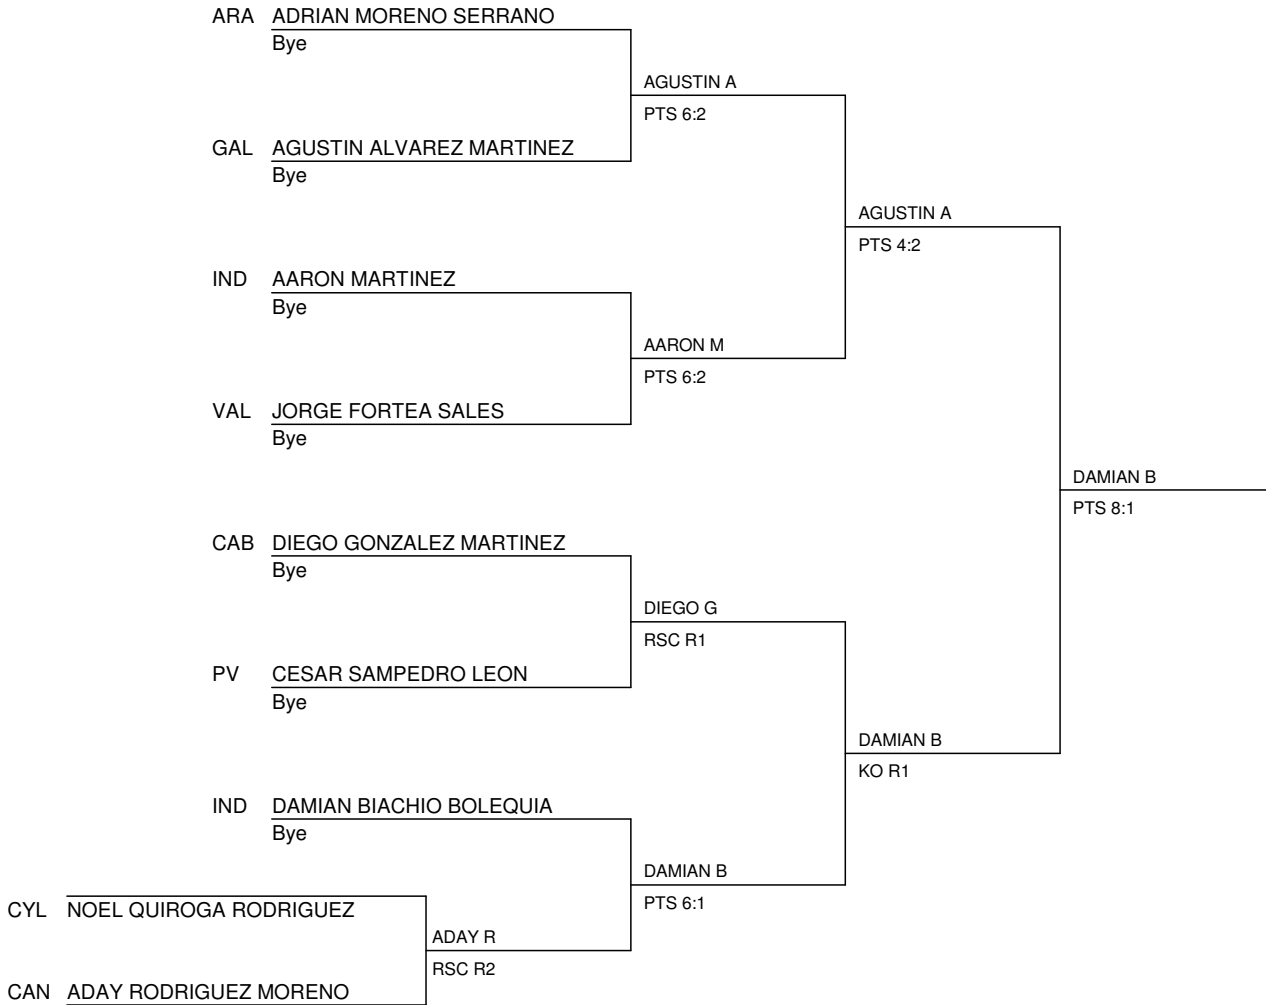 ARA ADRIAN MORENO SERRANO
Bye
AGUSTIN A
PTS 6:2
GAL AGUSTIN ALVAREZ MARTINEZ
Bye
AGUSTIN A
PTS 4:2
IND AARON MARTINEZ
Bye
AARON M
PTS 6:2
VAL JORGE FORTEA SALES
Bye
DAMIAN B
PTS 8:1
CAB DIEGO GONZALEZ MARTINEZ
Bye
DIEGO G
RSC R1
PV CESAR SAMPEDRO LEON
Bye
DAMIAN B
KO R1
IND DAMIAN BIACHIO BOLEQUIA
Bye
DAMIAN B
PTS 6:1
CYL NOEL QUIROGA RODRIGUEZ
ADAY R
RSC R2
CAN ADAY RODRIGUEZ MORENO